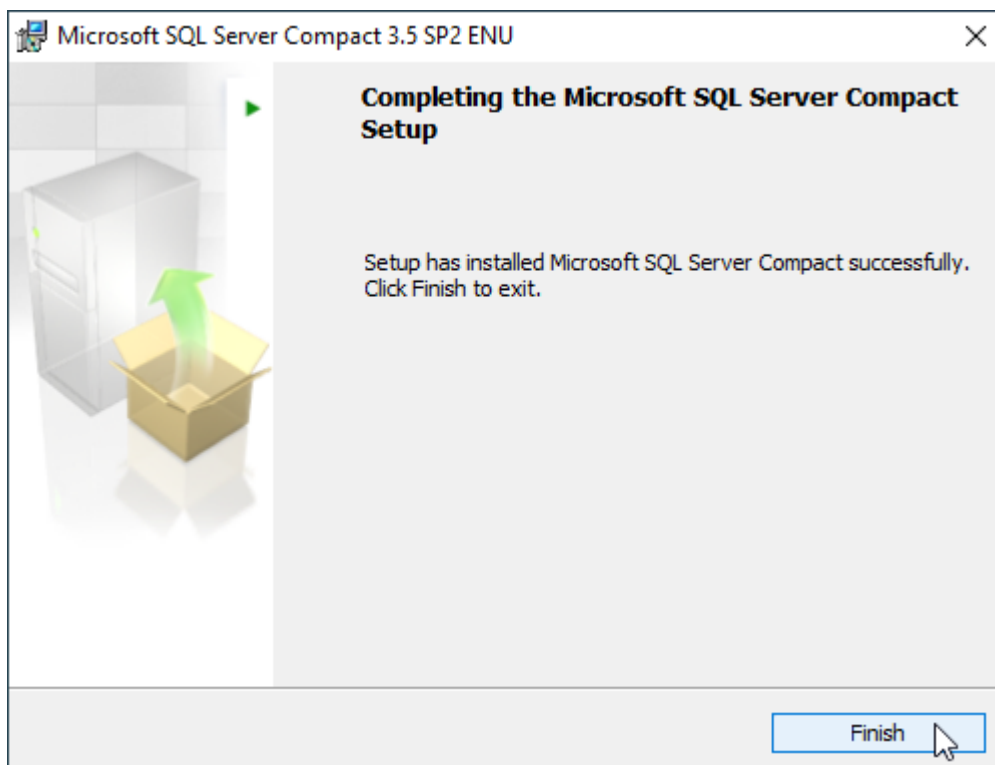 Microsoft SQL Server Compact 3.5 SP2 ENU
Completing the Microsoft SQL Server Compact
Setup
Setup has installed Microsoft SQL Server Compact successfully.
Click Finish to exit.
Finish